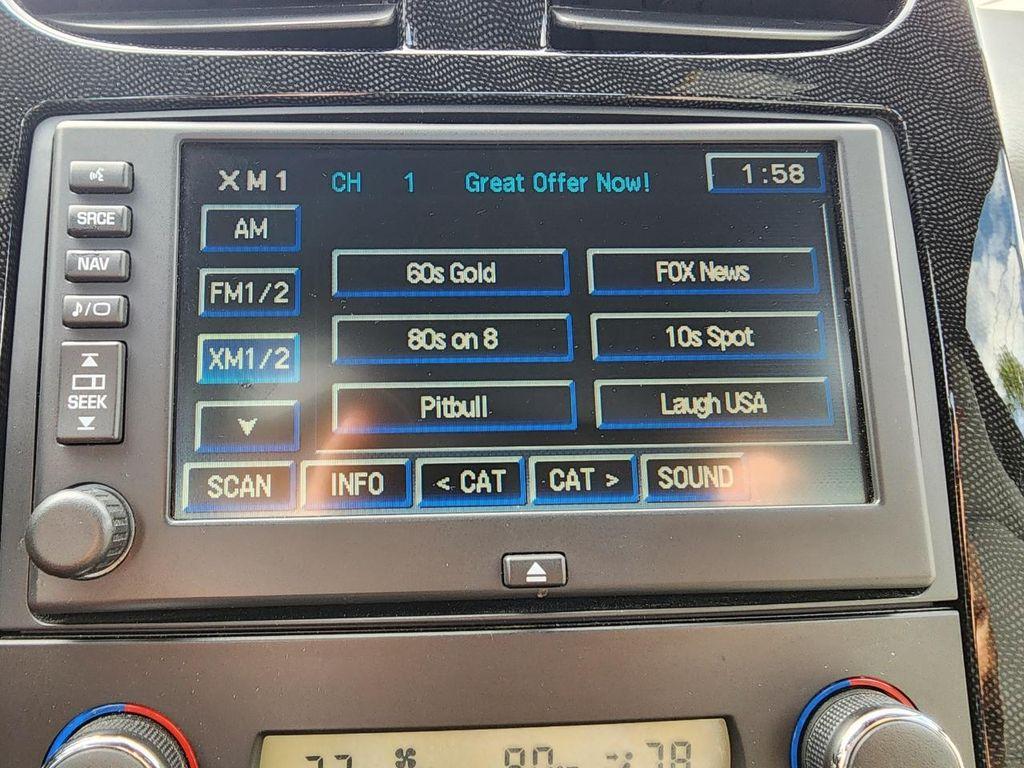 XM1 CH 1 Great Offer Now! 1:58
SRCE
NAV
SEEK
AM
FM1/2
XM1/2
60s Gold FOX News
80s on 8 10s Spot
Pitbull Laugh USA
SCAN INFO < CAT CAT > SOUND